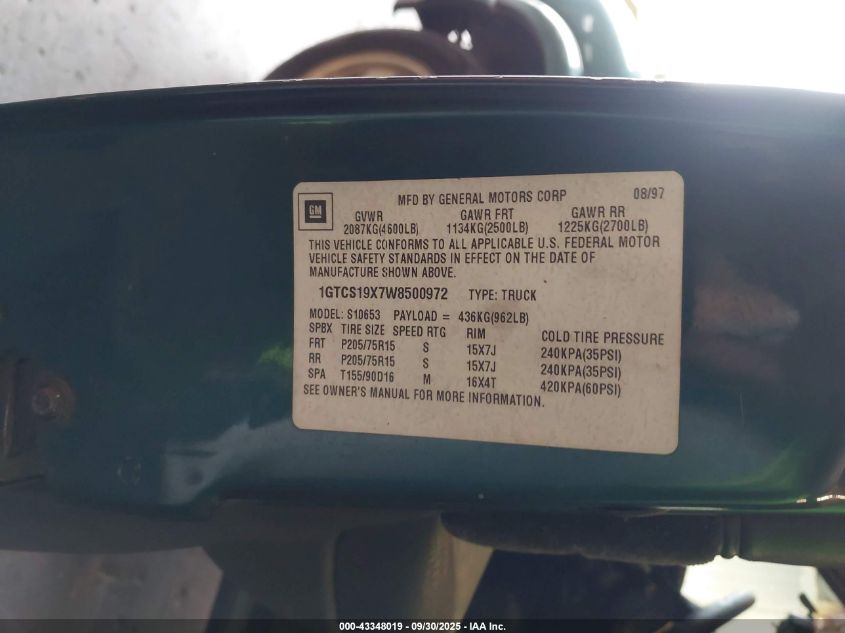 MFD BY GENERAL MOTORS CORP 08/97
GM
GVWR GAWR FRT GAWR RR
2087KG(4600LB) 1134KG(2500LB) 1225KG(2700LB)
THIS VEHICLE CONFORMS TO ALL APPLICABLE U.S. FEDERAL MOTOR
VEHICLE SAFETY STANDARDS IN EFFECT ON THE DATE OF
MANUFACTURE SHOWN ABOVE.
1GTCS19X7W8500972 TYPE: TRUCK
MODEL: S10653 PAYLOAD = 436KG(962LB)
SPBX TIRE SIZE SPEED RTG RIM COLD TIRE PRESSURE
FRT P205/75R15 S 15X7J 240KPA(35PSI)
RR P205/75R15 S 15X7J 240KPA(35PSI)
SPA T155/90D16 M 16X4T 420KPA(60PSI)
SEE OWNER'S MANUAL FOR MORE INFORMATION.
000-43348019 - 09/30/2025 - IAA Inc.